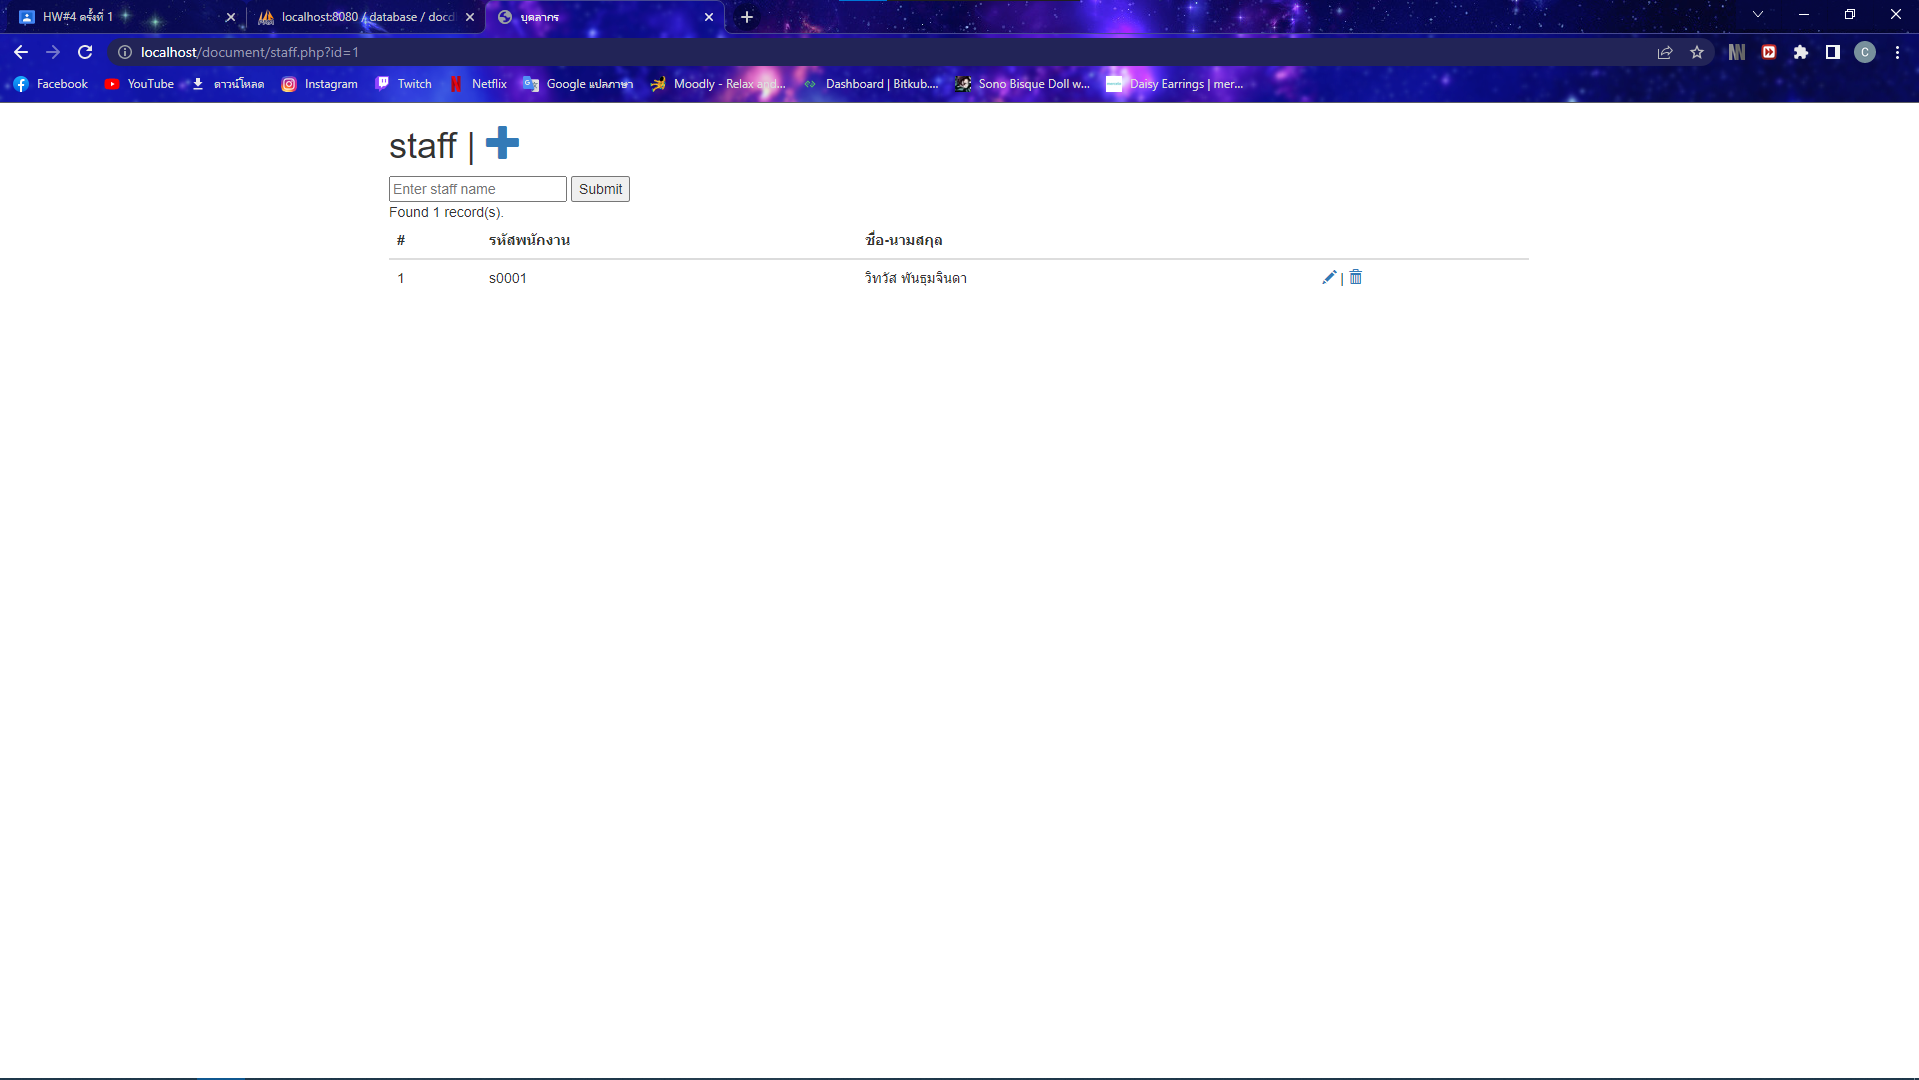 HW#4 ครั้งที่ 1
localhost:8080 / database / docd
บุคลากร
localhost/document/staff.php?id=1
C
Facebook
YouTube
ดาวน์โหลด
Instagram
Twitch
Netflix
Google แปลภาษา
Moodly - Relax and...
Dashboard | Bitkub....
Sono Bisque Doll w...
Daisy Earrings | mer...
staff |
Enter staff name Submit
Found 1 record(s).
# รหัสพนักงาน ชื่อ-นามสกุล
1 s0001 วิทวัส พันธุมจินดา |